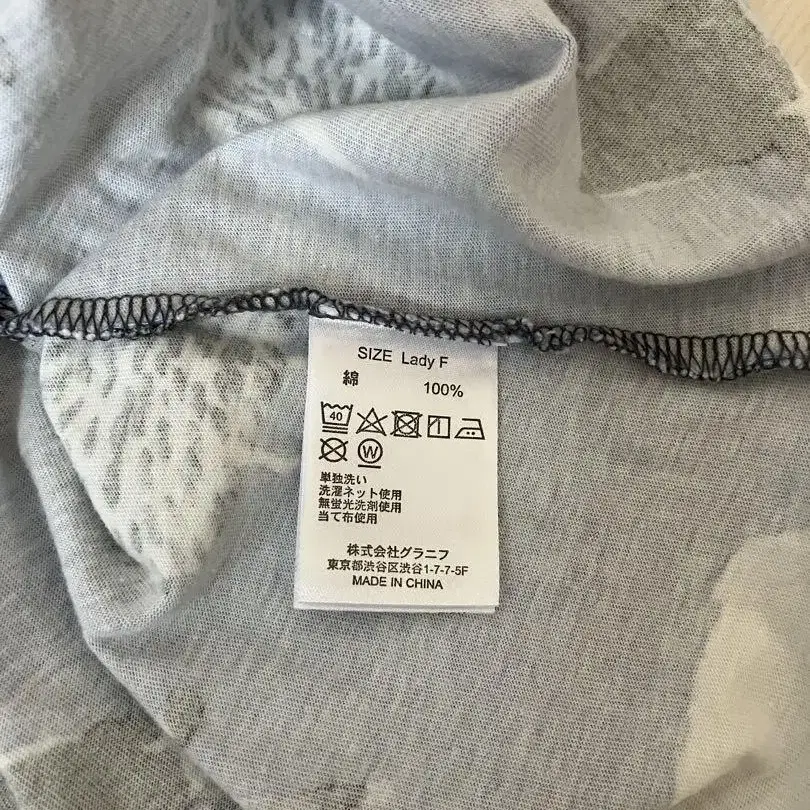 SIZE Lady F
綿 100%
40
W
単独洗い
洗濯ネット使用
無蛍光洗剤使用
当て布使用
株式会社グラニフ
東京都渋谷区渋谷1-7-7-5F
MADE IN CHINA